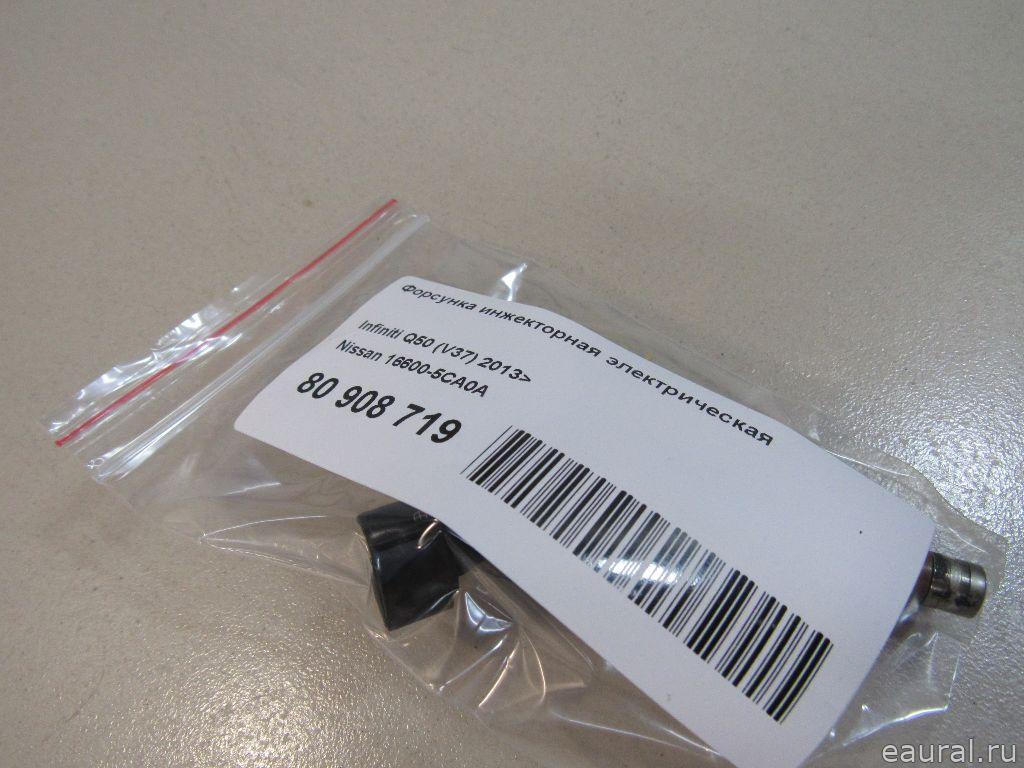 Форсунка инжекторная электрическая
Infiniti Q50 (V37) 2013>
Nissan 16600-5CA0A
80 908 719
eaural.ru